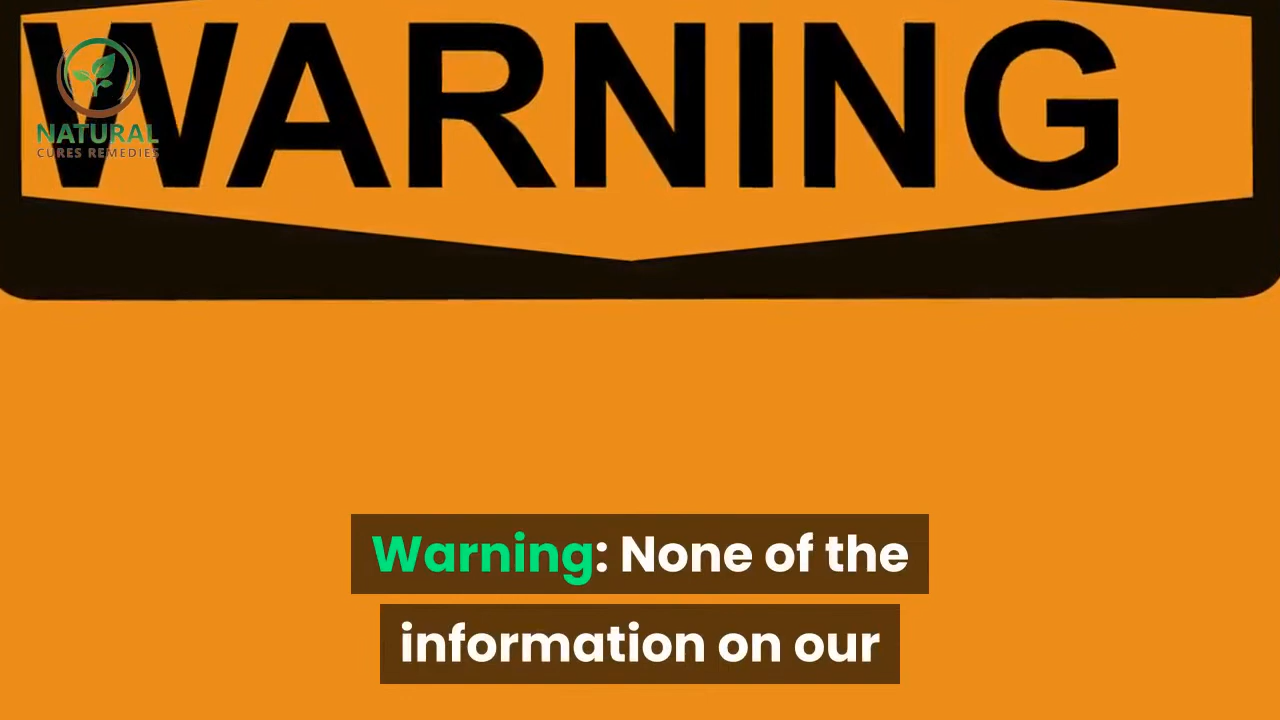 WARNING
NATURAL
CURES REMEDIES
Warning: None of the
information on our